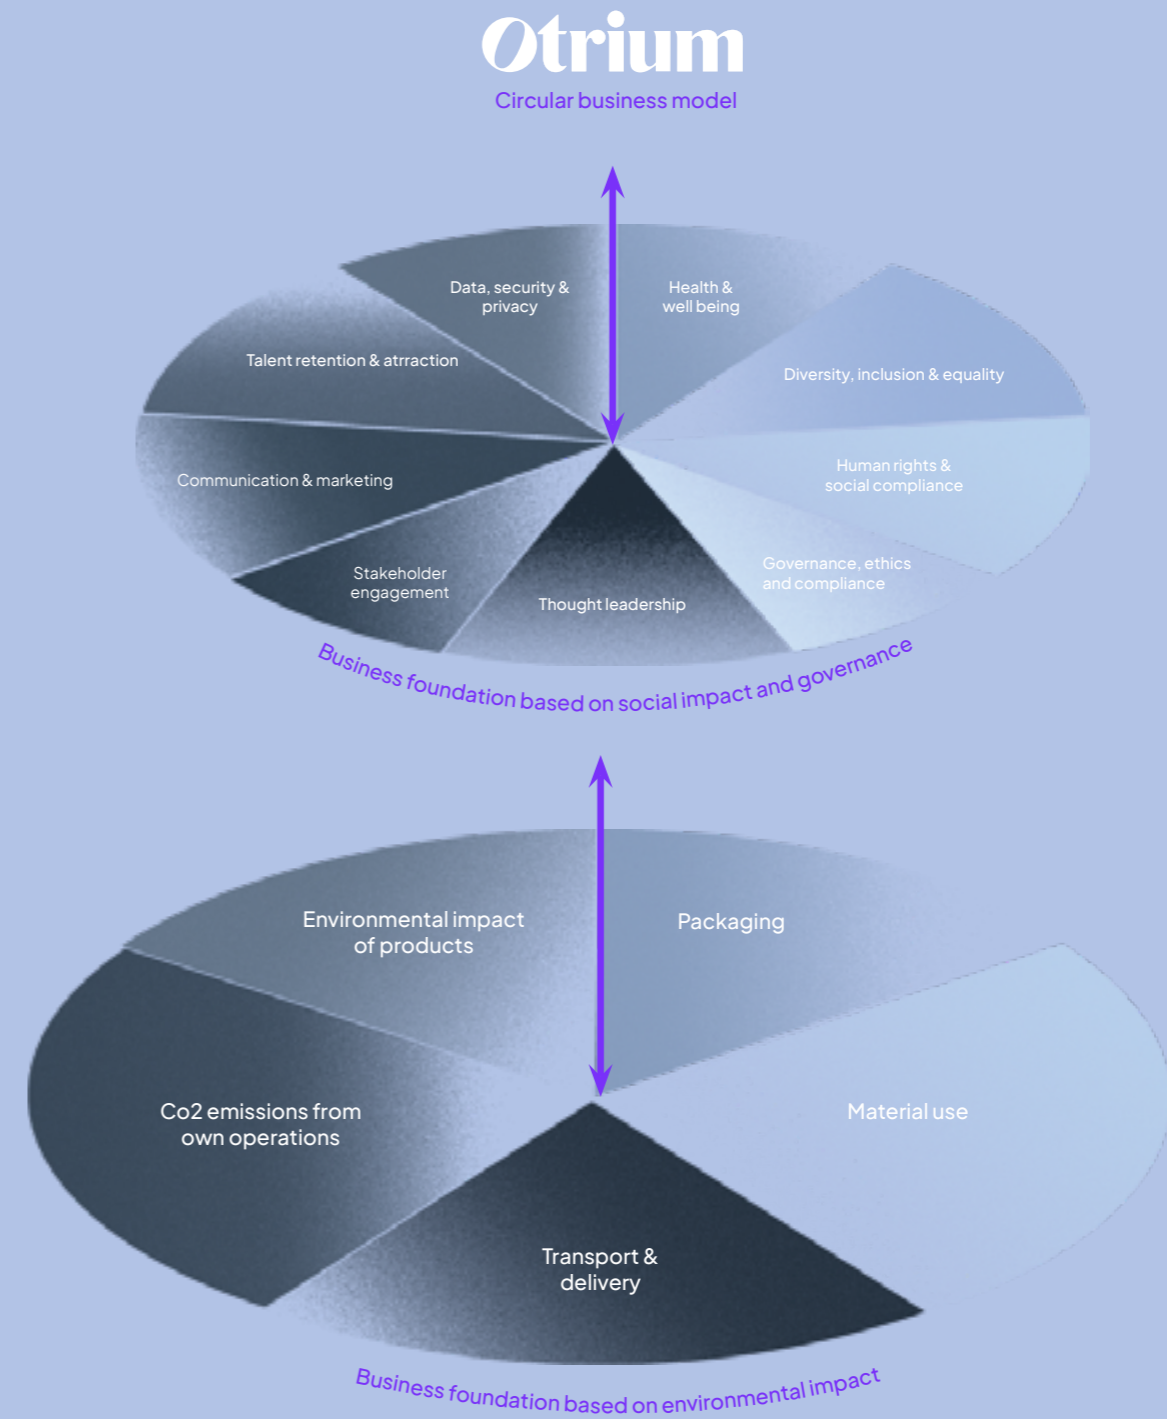 Otrium
Circular business model
Data, security &
privacy
Health &
well being
Talent retention & atrraction
Diversity, inclusion & equality
Communication & marketing
Human rights &
social compliance
Stakeholder
engagement
Thought leadership
Governance, ethics
and compliance
Business foundation based on social impact and governance
Environmental impact
of products
Packaging
Co2 emissions from
own operations
Material use
Transport &
delivery
Business foundation based on environmental impact